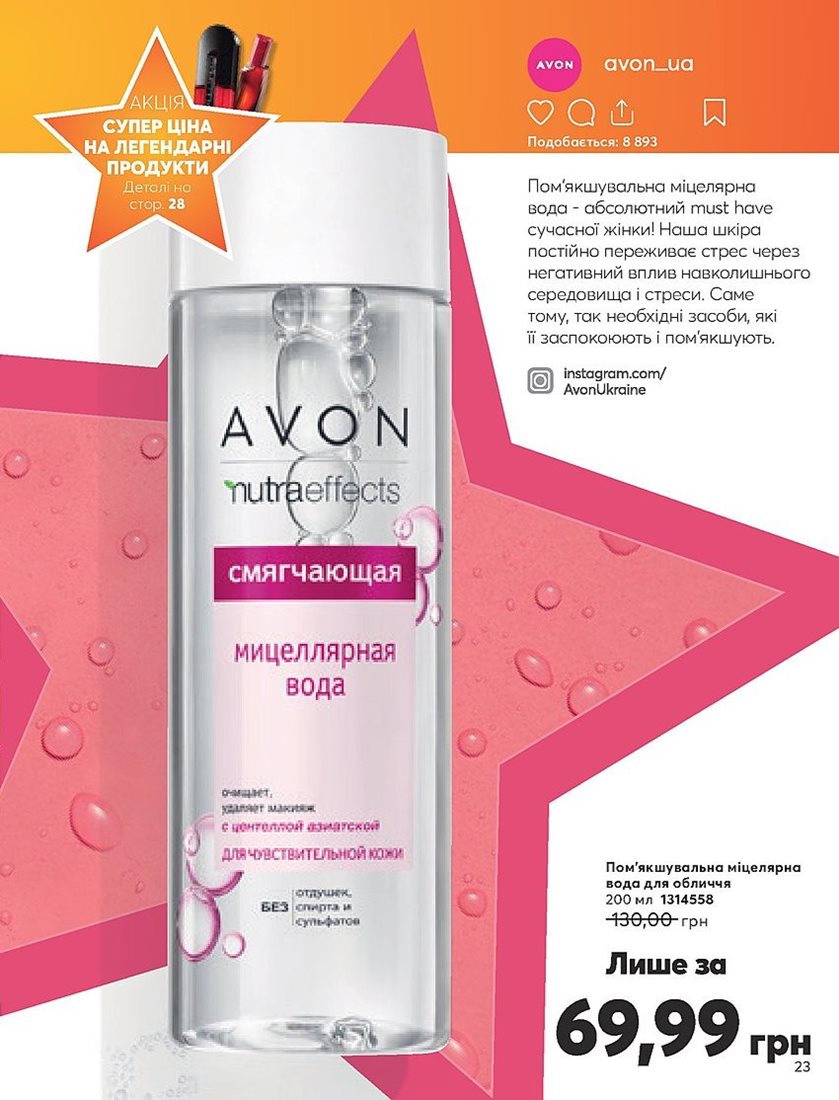 АКЦІЯ
СУПЕР ЦІНА
НА ЛЕГЕНДАРНІ
ПРОДУКТИ
Деталі на
стор. 28
AVON
avon_ua
Подобається: 8 893
Пом'якшувальна міцелярна
вода - абсолютний must have
сучасної жінки! Наша шкіра
постійно переживає стрес через
негативний вплив навколишнього
середовища і стреси. Саме
тому, так необхідні засоби, які
її заспокоюють і пом'якшують.
instagram.com/
AvonUkraine
AVON
nutraeffects
смягчающая
мицеллярная
вода
очищает,
удаляет макияж
с центеллой азиатской
для чувствительной кожи
БЕЗ
отдушек,
спирта и
сульфатов
Пом'якшувальна міцелярна
вода для обличчя
200 мл 1314558
130,00 грн
Лише за
69,99 грн
23